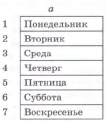 a
1 Понедельник
2 Вторник
3 Среда
4 Четверг
5 Пятница
6 Суббота
7 Воскресенье